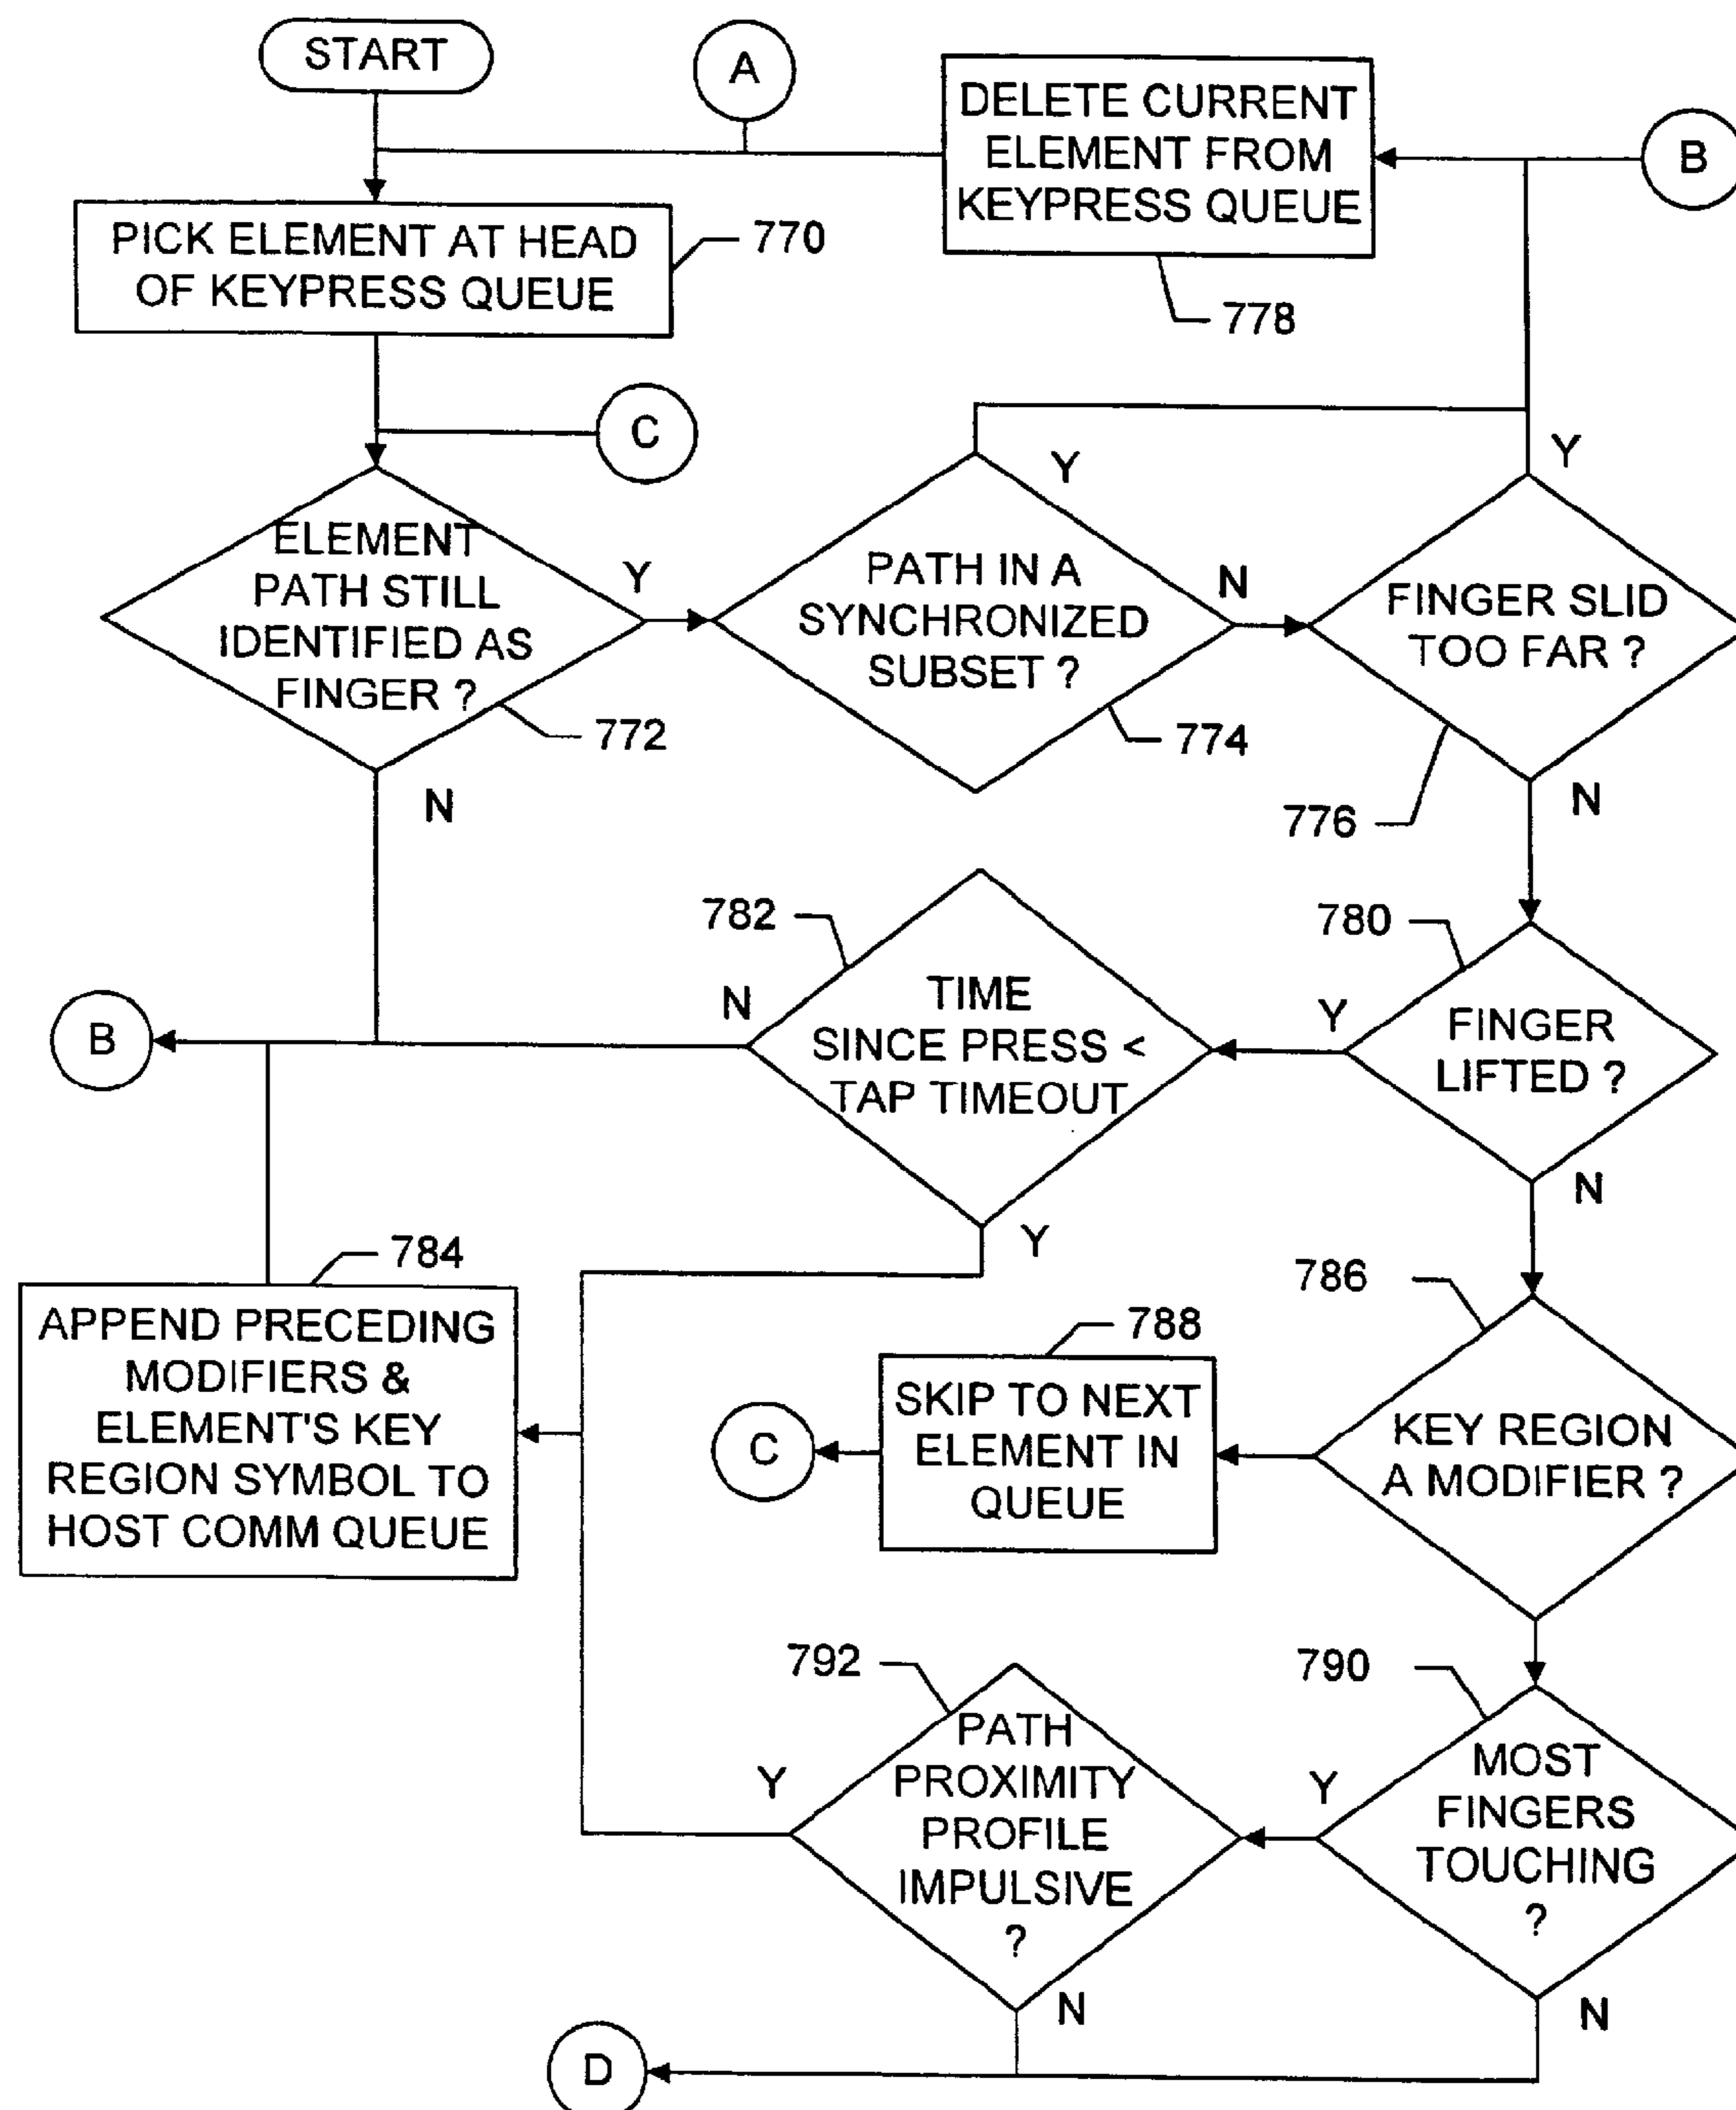 START
A
DELETE CURRENT
ELEMENT FROM
KEYPRESS QUEUE
B
PICK ELEMENT AT HEAD
OF KEYPRESS QUEUE
770
778
C
Y
Y
ELEMENT
PATH STILL
IDENTIFIED AS
FINGER ?
Y
PATH IN A
SYNCHRONIZED
SUBSET ?
N
FINGER SLID
TOO FAR ?
772
774
776
N
N
782
780
B
N
TIME
SINCE PRESS <
TAP TIMEOUT
Y
FINGER
LIFTED ?
N
Y
784
786
APPEND PRECEDING
MODIFIERS &
ELEMENT'S KEY
REGION SYMBOL TO
HOST COMM QUEUE
788
C
SKIP TO NEXT
ELEMENT IN
QUEUE
KEY REGION
A MODIFIER ?
792
790
Y
PATH
PROXIMITY
PROFILE
IMPULSIVE
?
Y
MOST
FINGERS
TOUCHING
?
N
N
D